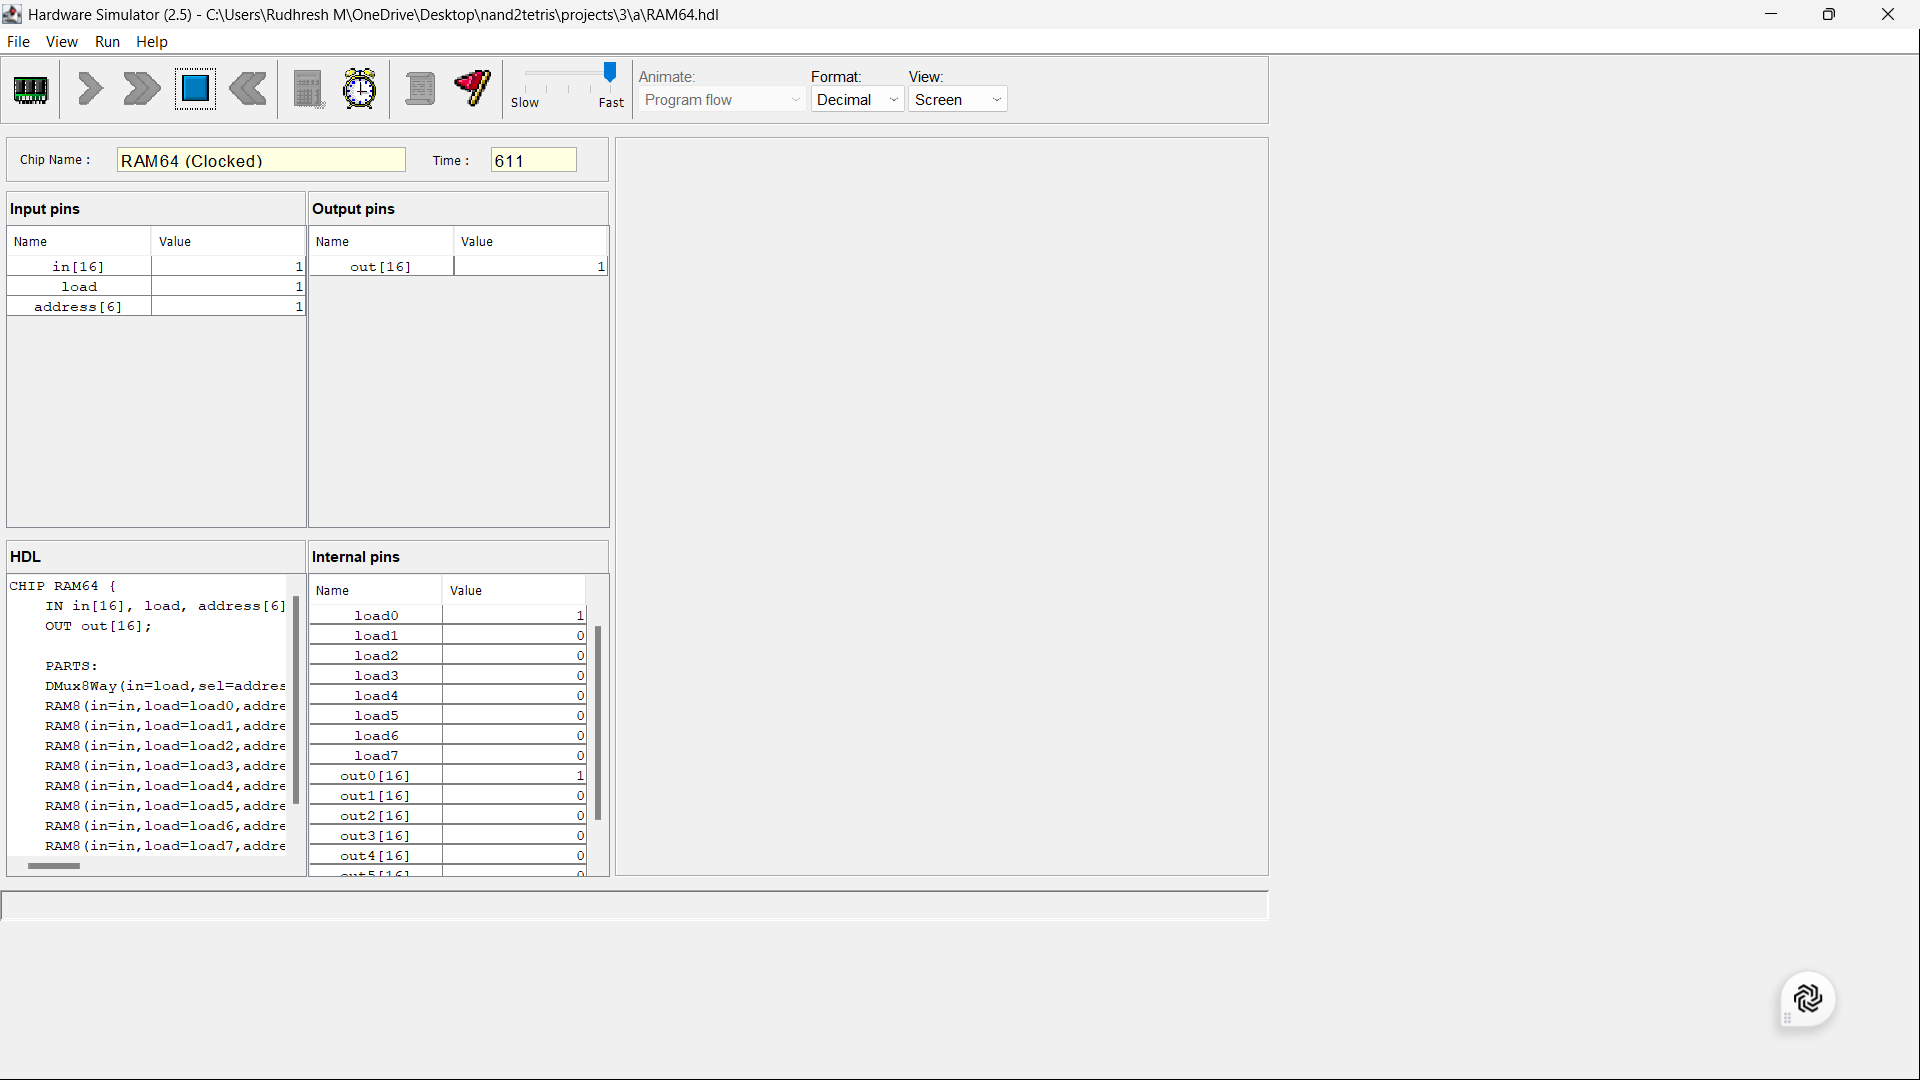 Hardware Simulator (2.5) - C:\Users\Rudhresh M\OneDrive\Desktop\nand2tetris\projects\3\a\RAM64.hdl
File View Run Help
Slow Fast
Animate:
Program flow
Format:
Decimal
View:
Screen
Chip Name : RAM64 (Clocked) Time : 611
Input pins
Name Value
in[16] 1
load 1
address[6] 1
Output pins
Name Value
out[16] 1
HDL
CHIP RAM64 {
IN in[16], load, address[6]
OUT out[16];
PARTS:
DMux8Way(in=load,sel=addres
RAM8(in=in,load=load0,addre
RAM8(in=in,load=load1,addre
RAM8(in=in,load=load2,addre
RAM8(in=in,load=load3,addre
RAM8(in=in,load=load4,addre
RAM8(in=in,load=load5,addre
RAM8(in=in,load=load6,addre
RAM8(in=in,load=load7,addre
Internal pins
Name Value
load0 1
load1 0
load2 0
load3 0
load4 0
load5 0
load6 0
load7 0
out0[16] 1
out1[16] 0
out2[16] 0
out3[16] 0
out4[16] 0
out5[16] 0